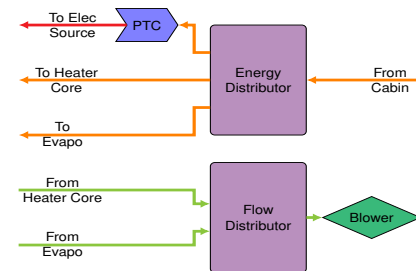 To Elec
Source
PTC
To Heater
Core
Energy
Distributor
From
Cabin
To
Evapo
From
Heater Core
Flow
Distributor
Blower
From
Evapo